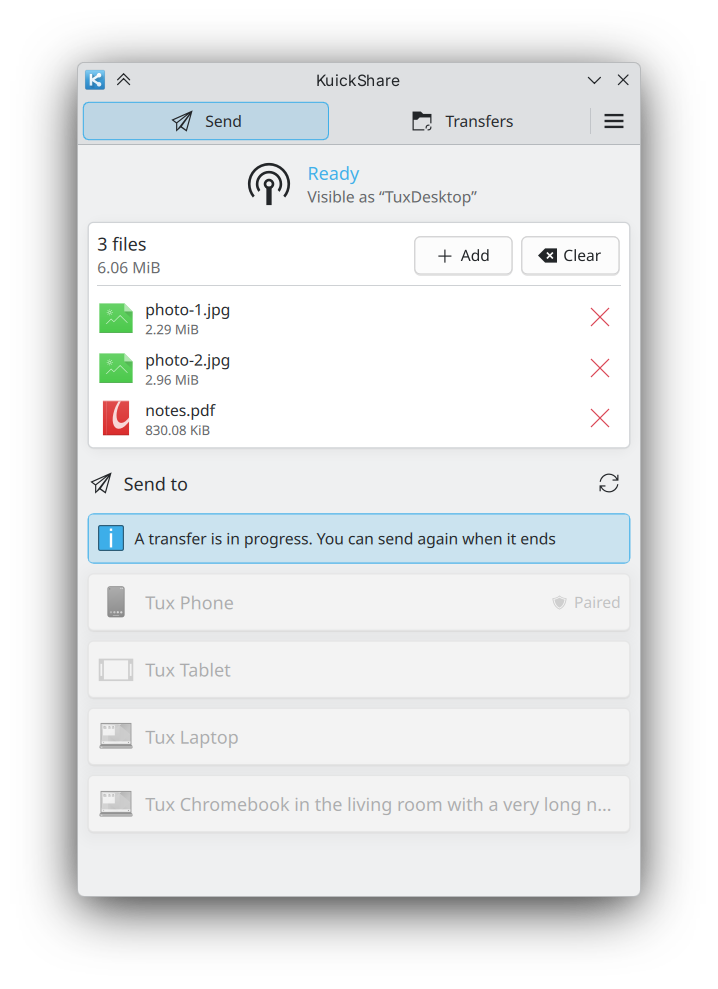 KuickShare
Send
Transfers
Ready
Visible as “TuxDesktop”
3 files
6.06 MiB
Add
Clear
photo-1.jpg
2.29 MiB
photo-2.jpg
2.96 MiB
notes.pdf
830.08 KiB
Send to
A transfer is in progress. You can send again when it ends
Tux Phone
Paired
Tux Tablet
Tux Laptop
Tux Chromebook in the living room with a very long n...